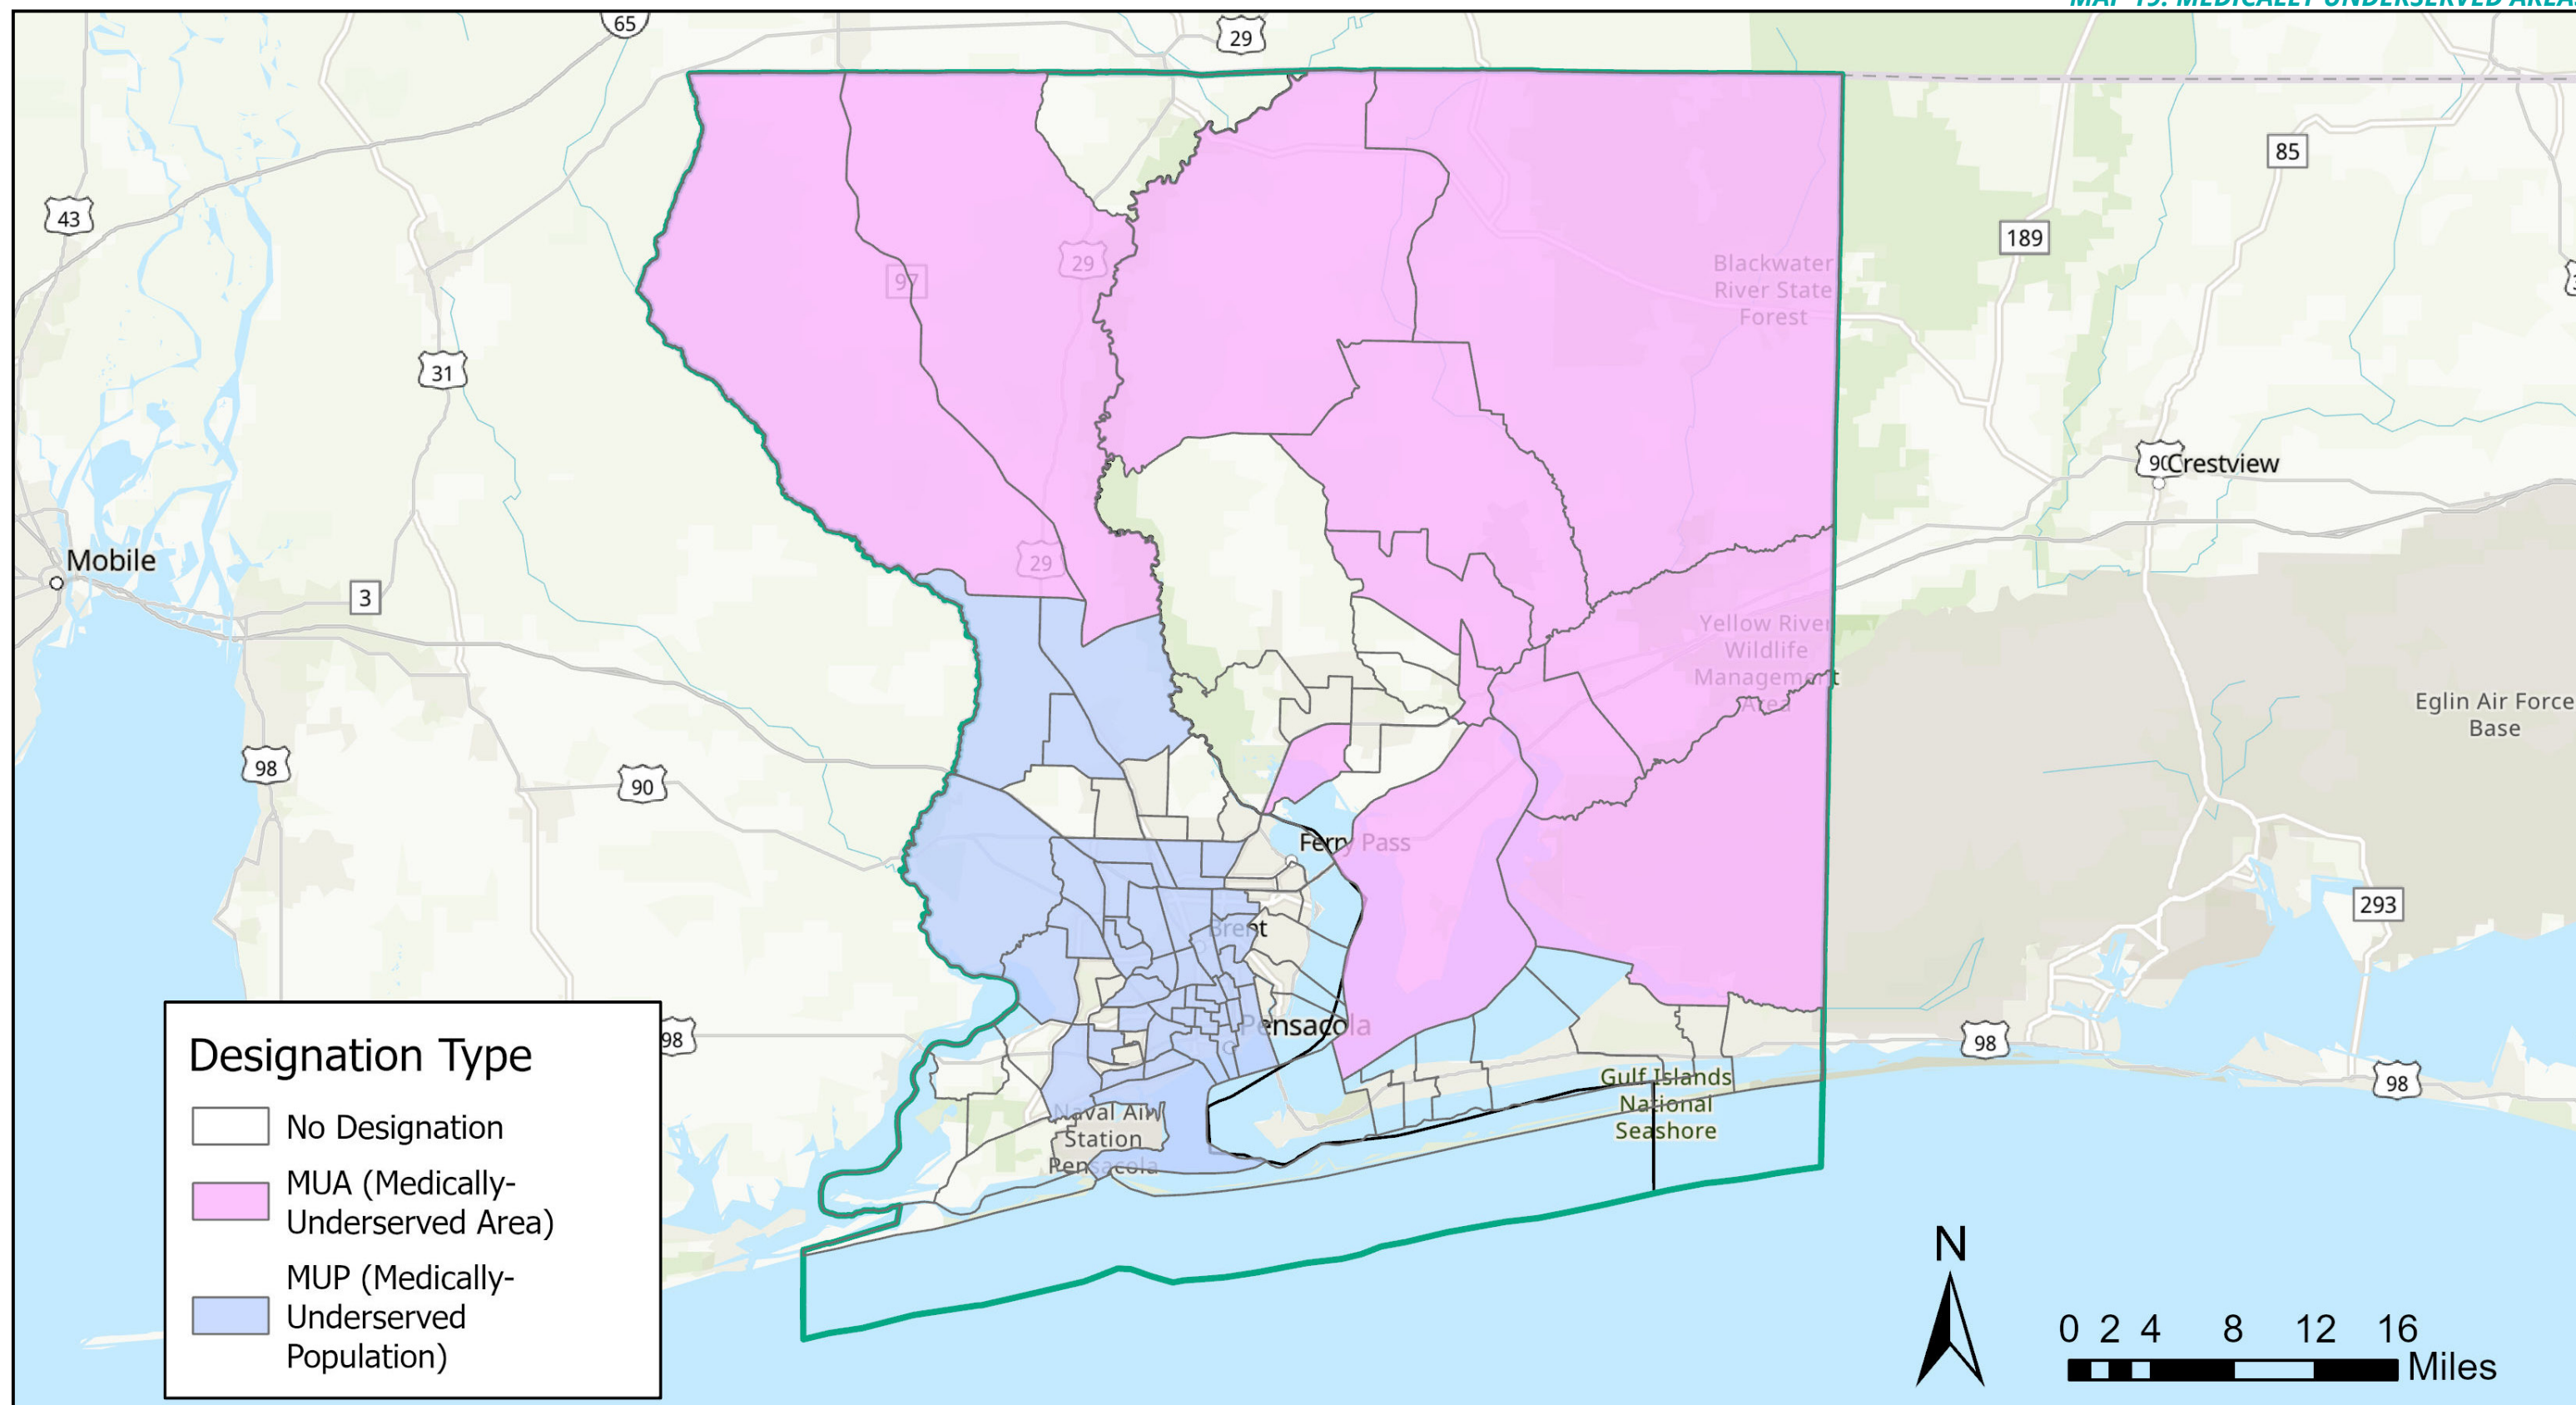 MAP 19: MEDICALLY UNDERSERVED AREAS
65
29
85
43
189
29
97
Blackwater
River State
Forest
31
90
Crestview
Mobile
29
3
Yellow River
Wildlife
Management
Area
Eglin Air Force
Base
98
90
Ferry Pass
293
Brent
Pensacola
98
98
98
Gulf Islands
National
Seashore
Naval Air
Station
Pensacola
Designation Type
No Designation
MUA (Medically-
Underserved Area)
MUP (Medically-
Underserved
Population)
N
0 2 4 8 12 16
Miles